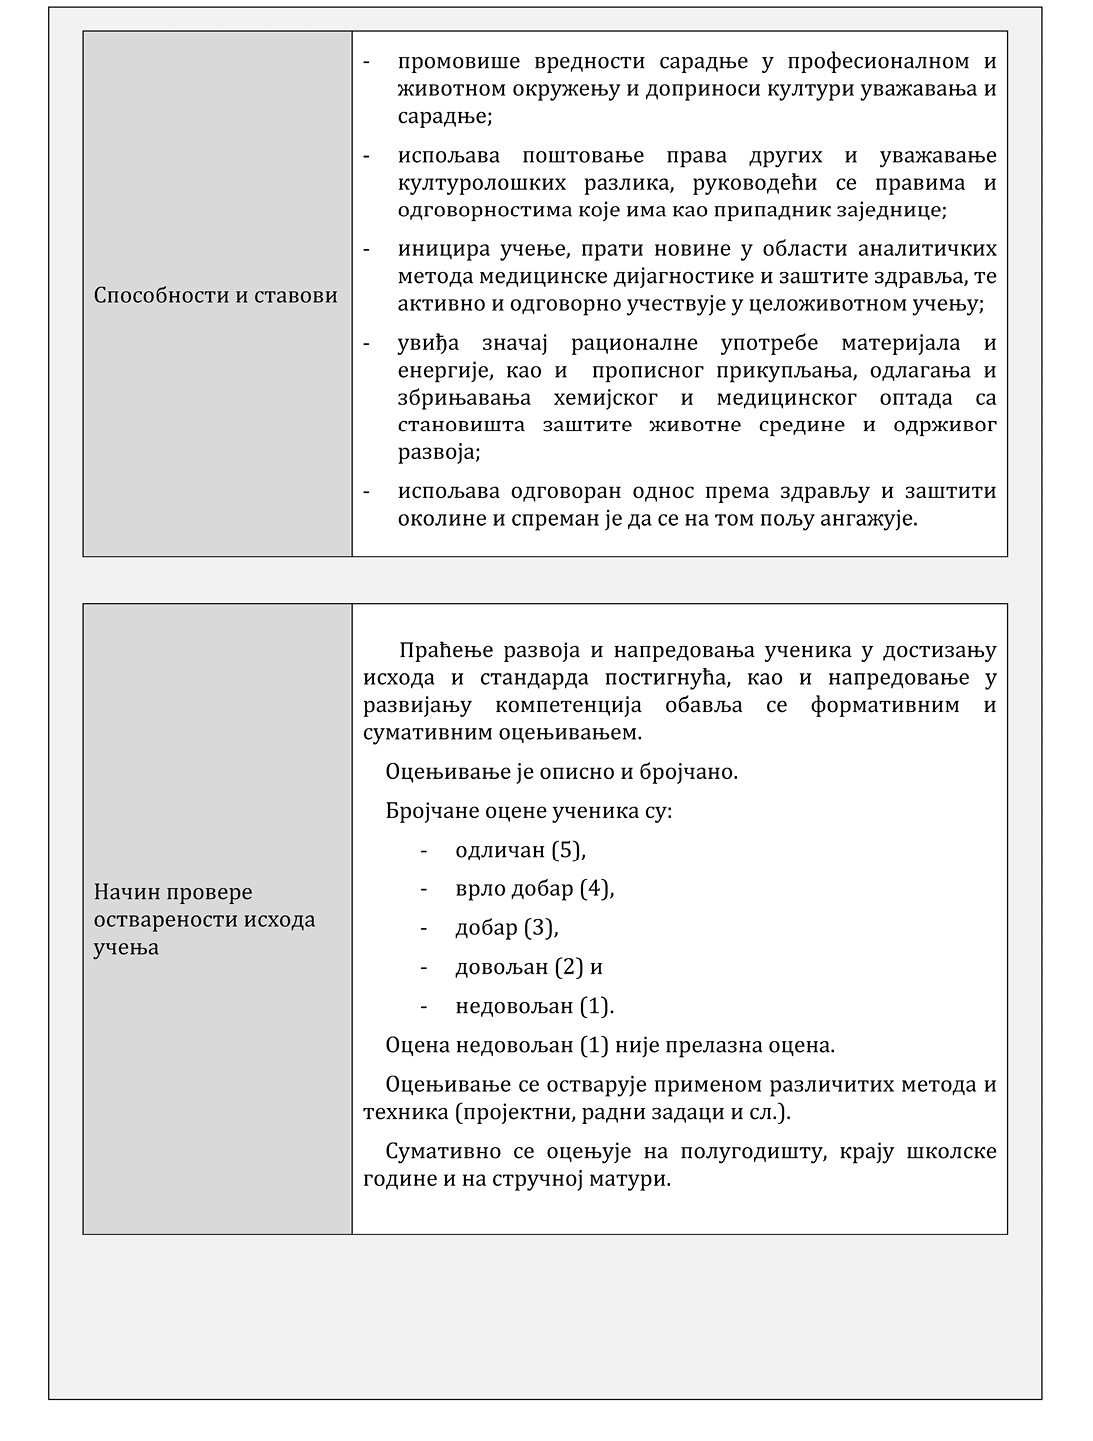 Способности и ставови
- промовише вредности сарадње у професионалном и
животном окружењу и доприноси култури уважавања и
сарадње;
- испољава поштовање права других и уважавање
културолошких разлика, руководећи се правима и
одговорностима које има као припадник заједнице;
- иницира учење, прати новине у области аналитичких
метода медицинске дијагностике и заштите здравља, те
активно и одговорно учествује у целоживотном учењу;
- увиђа значај рационалне употребе материјала и
енергије, као и прописног прикупљања, одлагања и
збрињавања хемијског и медицинског оптада са
становишта заштите животне средине и одрживог
развоја;
- испољава одговоран однос према здрављу и заштити
околине и спреман је да се на том пољу ангажује.
Начин провере
остварености исхода
учења
Праћење развоја и напредовања ученика у достизању
исхода и стандарда постигнућа, као и напредовање у
развијању компетенција обавља се формативним и
сумативним оцењивањем.
Оцењивање је описно и бројчано.
Бројчане оцене ученика су:
- одличан (5),
- врло добар (4),
- добар (3),
- довољан (2) и
- недовољан (1).
Оцена недовољан (1) није прелазна оцена.
Оцењивање се остварује применом различитих метода и
техника (пројектни, радни задаци и сл.).
Сумативно се оцењује на полугодишту, крају школске
године и на стручној матури.